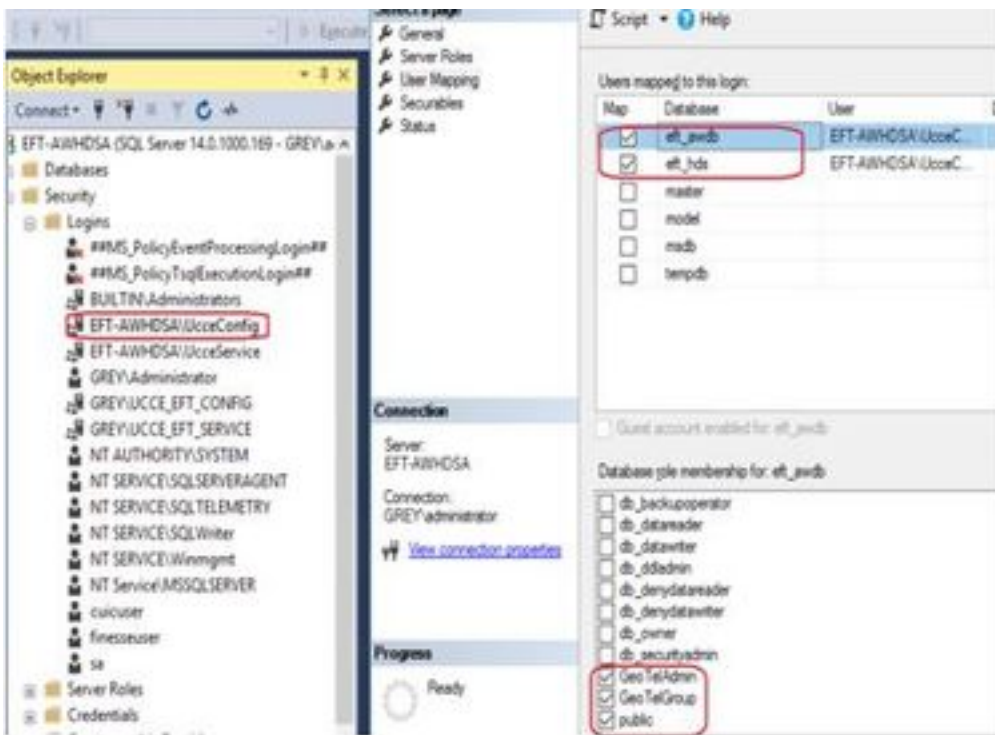 Execute
Object Explorer
Connect
EFT-AWHDSA (SQL Server 14.0.1000.169 - GREY\a
Databases
Security
Logins
##MS_PolicyEventProcessingLogin##
##MS_PolicyTsqlExecutionLogin##
BUILTIN\Administrators
EFT-AWHDSA\UcceConfig
EFT-AWHDSA\UcceService
GREY\Administrator
GREY\UCCE_EFT_CONFIG
GREY\UCCE_EFT_SERVICE
NT AUTHORITY\SYSTEM
NT SERVICE\SQLSERVERAGENT
NT SERVICE\SQLTELEMETRY
NT SERVICE\SQLWriter
NT SERVICE\Winmgmt
NT Service\MSSQLSERVER
cuicuser
finesseuser
sa
Server Roles
Credentials
Select a page
General
Server Roles
User Mapping
Securables
Status
Connection
Server:
EFT-AWHDSA
Connection:
GREY\administrator
View connection properties
Progress
Ready
Script Help
Users mapped to this login:
Map Database User
eft_awdb EFT-AWHDSA\UcceC...
eft_hds EFT-AWHDSA\UcceC...
master
model
msdb
tempdb
Guest account enabled for: eft_awdb
Database role membership for: eft_awdb
db_backupoperator
db_datareader
db_datawriter
db_ddladmin
db_denydatareader
db_denydatawriter
db_owner
db_securityadmin
GeoTelAdmin
GeoTelGroup
public